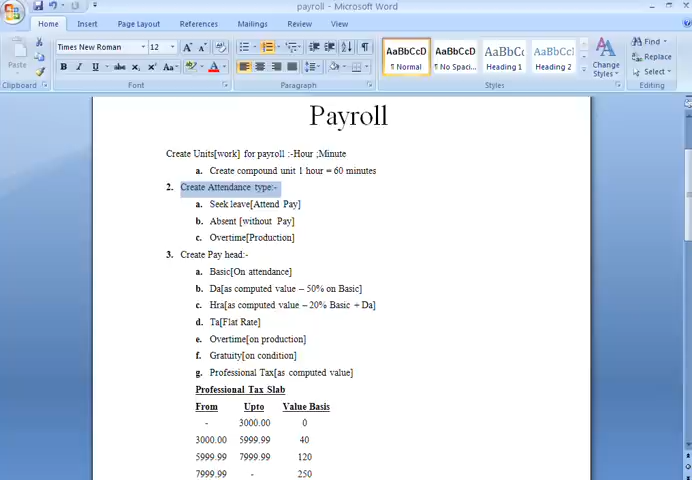 payroll - Microsoft Word
Home Insert Page Layout References Mailings Review View
Paste
Clipboard
Times New Roman 12
B I U abc x₂ x² Aa A
Font
Paragraph
AaBbCcD AaBbCcD AaBbC AaBbCc
¶ Normal ¶ No Spaci... Heading 1 Heading 2
Change Styles
Styles
Find
Replace
Select
Payroll
Create Units[work] for payroll :-Hour ;Minute
a. Create compound unit 1 hour = 60 minutes
2. Create Attendance type:-
a. Seek leave[Attend Pay]
b. Absent [without Pay]
c. Overtime[Production]
3. Create Pay head:-
a. Basic[On attendance]
b. Da[as computed value – 50% on Basic]
c. Hra[as computed value – 20% Basic + Da]
d. Ta[Flat Rate]
e. Overtime[on production]
f. Gratuity[on condition]
g. Professional Tax[as computed value]
Professional Tax Slab
From Upto Value Basis
- 3000.00 0
3000.00 5999.99 40
5999.99 7999.99 120
7999.99 - 250